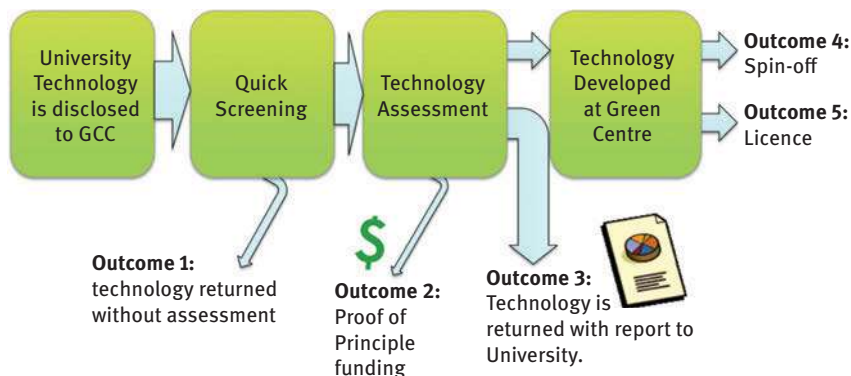 University
Technology
is disclosed
to GCC
Quick
Screening
Technology
Assessment
Technology
Developed
at Green
Centre
Outcome 4:
Spin-off
Outcome 5:
Licence
$
Outcome 1:
technology returned
without assessment
Outcome 2:
Proof of
Principle
funding
Outcome 3:
Technology is
returned with report to
University.